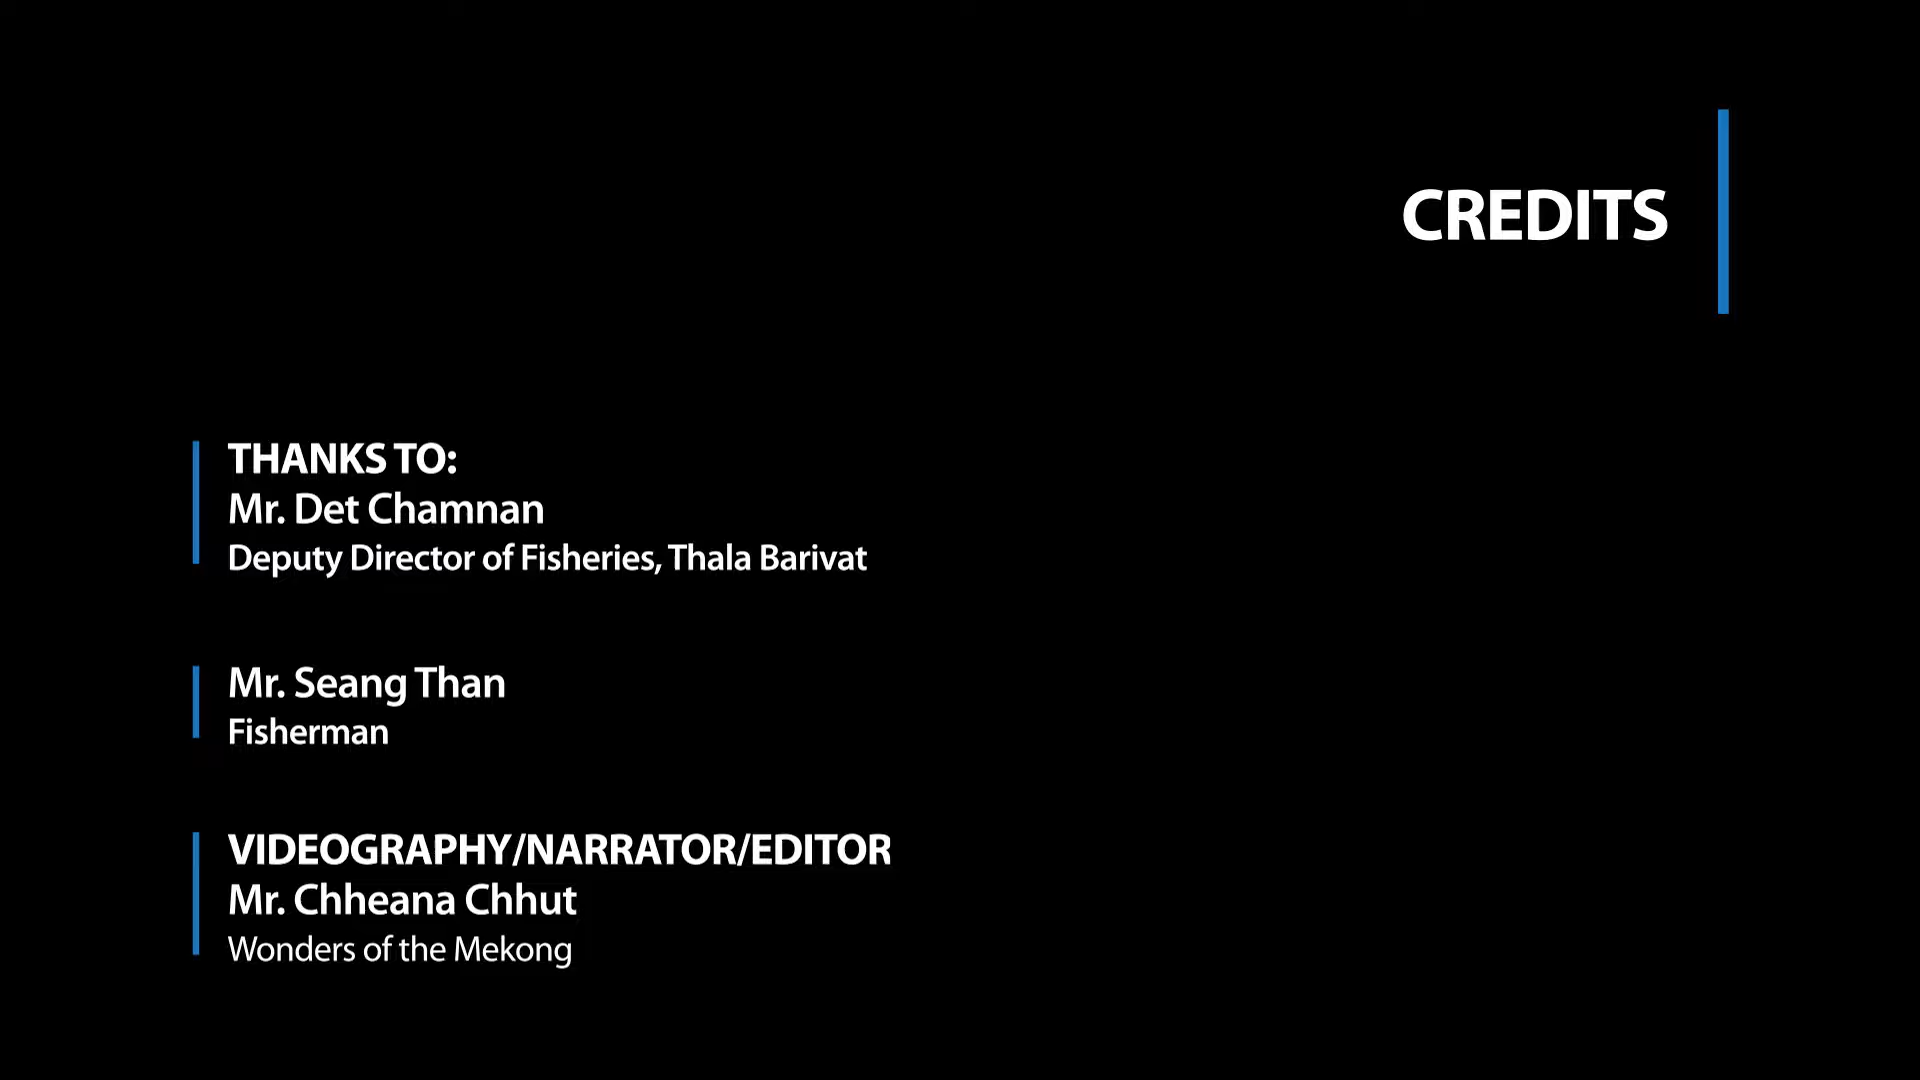 CREDITS
THANKS TO:
Mr. Det Chamnan
Deputy Director of Fisheries, Thala Barivat
Mr. Seang Than
Fisherman
VIDEOGRAPHY/NARRATOR/EDITOR
Mr. Chheana Chhut
Wonders of the Mekong